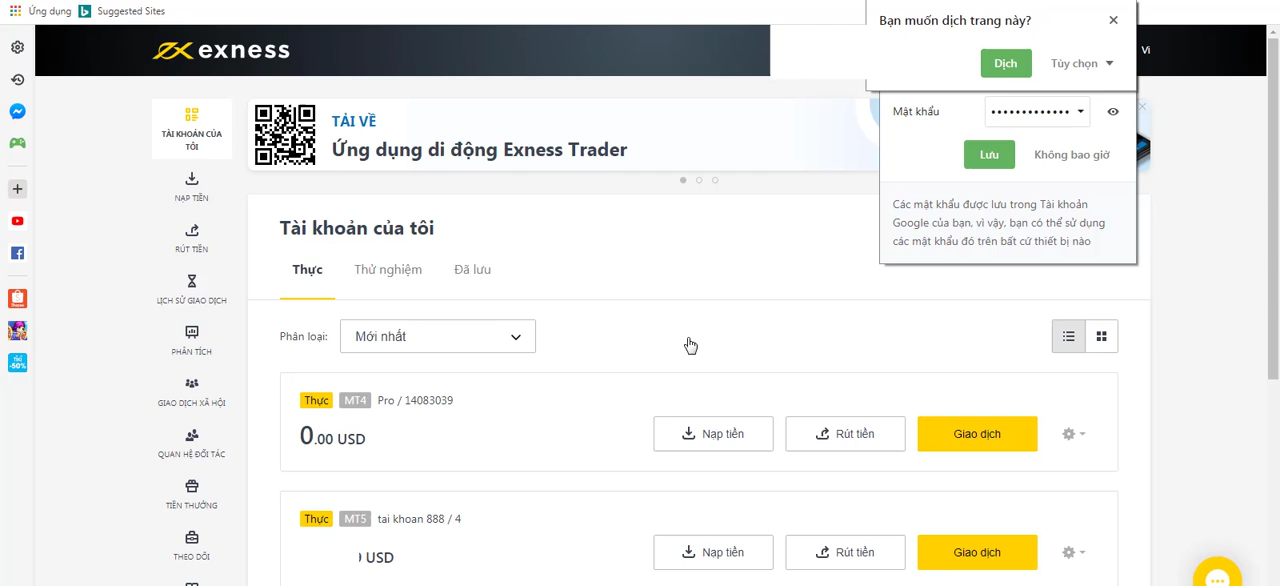 Ứng dụng
Suggested Sites
Bạn muốn dịch trang này?
Dịch
Tùy chọn
exness
Vi
Mật khẩu
Lưu
Không bao giờ
Các mật khẩu được lưu trong Tài khoản
Google của bạn, vì vậy, bạn có thể sử dụng
các mật khẩu đó trên bất cứ thiết bị nào
TÀI KHOẢN CỦA
TÔI
NẠP TIỀN
RÚT TIỀN
LỊCH SỬ GIAO DỊCH
PHÂN TÍCH
GIAO DỊCH XÃ HỘI
QUAN HỆ ĐỐI TÁC
TIỀN THƯỞNG
THEO DÕI
TẢI VỀ
Ứng dụng di động Exness Trader
Tài khoản của tôi
Thực
Thử nghiệm
Đã lưu
Phân loại:
Mới nhất
Thực MT4 Pro / 14083039
0.00 USD
Nạp tiền
Rút tiền
Giao dịch
Thực MT5 tai khoan 888 / 4
USD
Nạp tiền
Rút tiền
Giao dịch